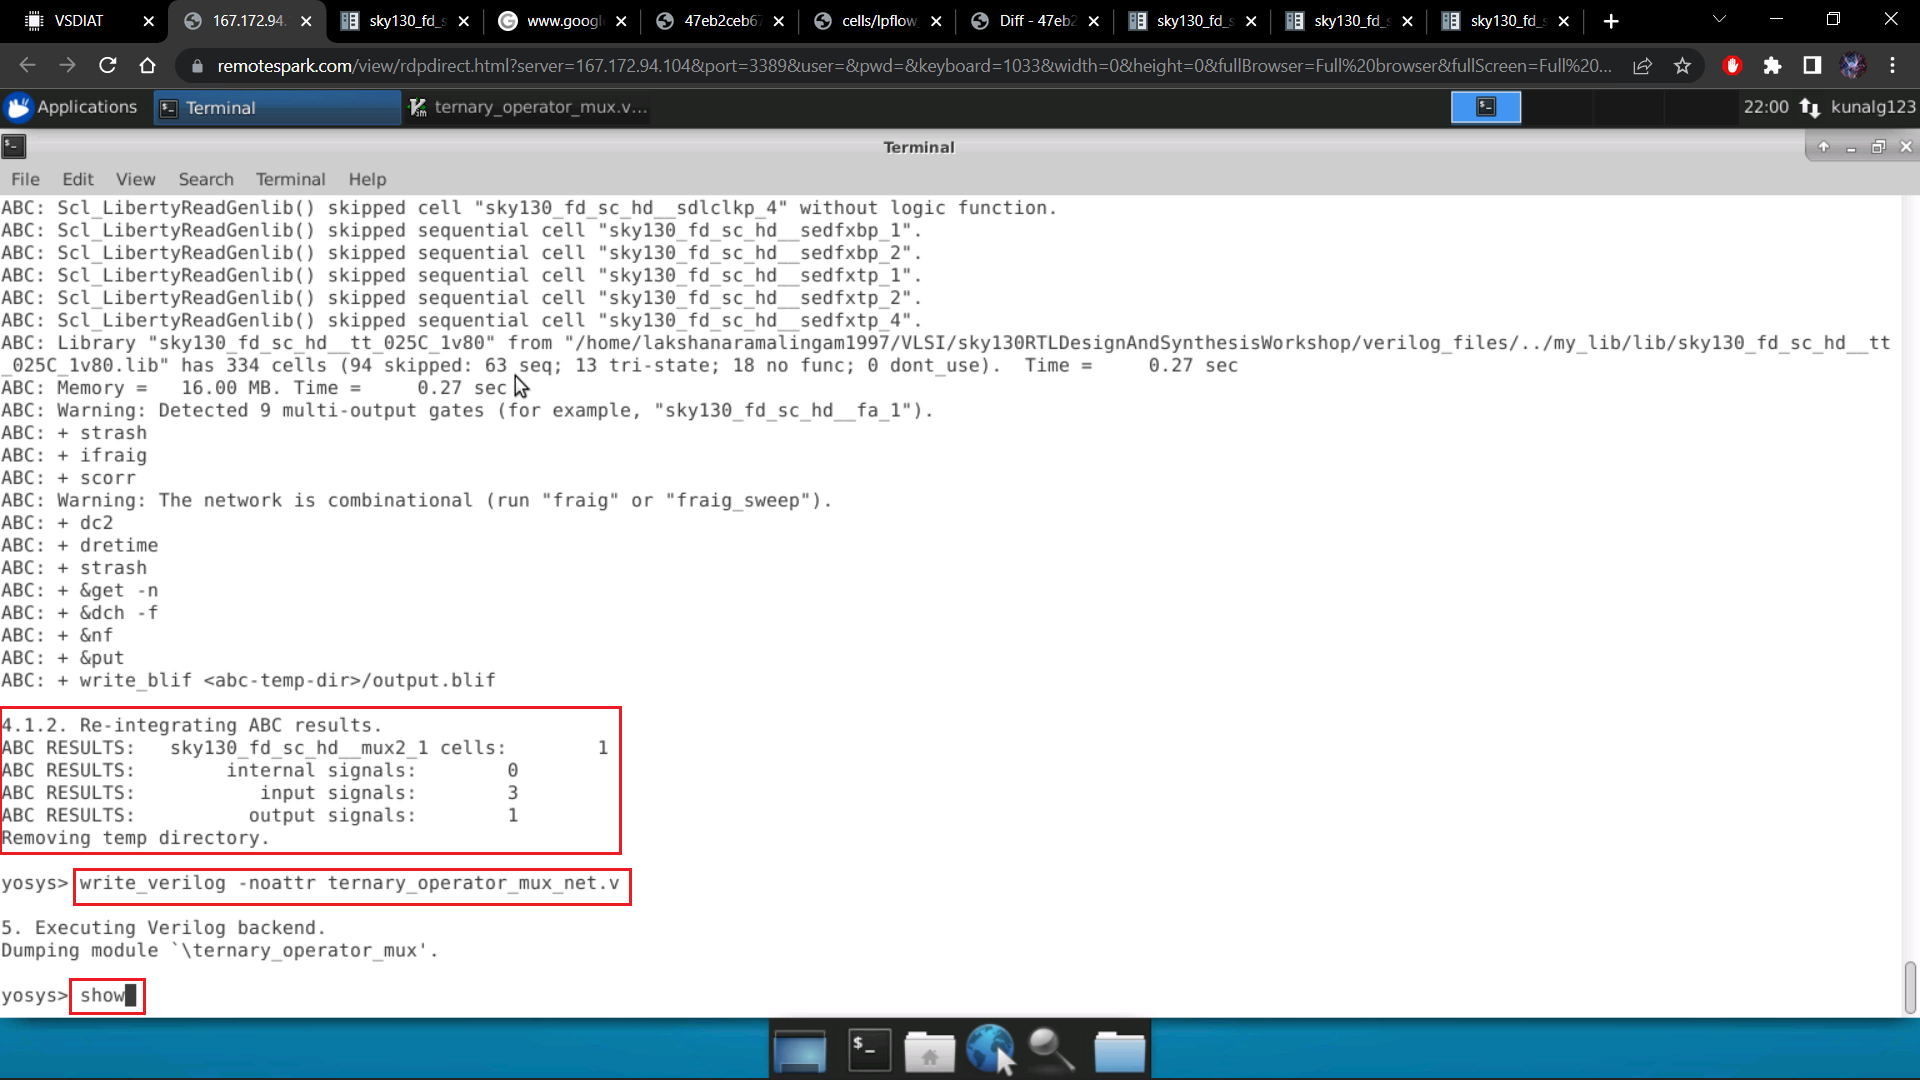 VSDIAT
167.172.94.
sky130_fd_s
www.googl
47eb2ceb67
cells/lpflow
Diff - 47eb2
sky130_fd_s
sky130_fd_s
sky130_fd_s
remotespark.com/view/rdpdirect.html?server=167.172.94.104&port=3389&user=&pwd=&keyboard=1033&width=0&height=0&fullBrowser=Full%20browser&fullScreen=Full%20...
Applications
Terminal
ternary_operator_mux.v...
22:00
kunalg123
Terminal
File Edit View Search Terminal Help
ABC: Scl_LibertyReadGenlib() skipped cell "sky130_fd_sc_hd__sdlclkp_4" without logic function.
ABC: Scl_LibertyReadGenlib() skipped sequential cell "sky130_fd_sc_hd__sedfxbp_1".
ABC: Scl_LibertyReadGenlib() skipped sequential cell "sky130_fd_sc_hd__sedfxbp_2".
ABC: Scl_LibertyReadGenlib() skipped sequential cell "sky130_fd_sc_hd__sedfxtp_1".
ABC: Scl_LibertyReadGenlib() skipped sequential cell "sky130_fd_sc_hd__sedfxtp_2".
ABC: Scl_LibertyReadGenlib() skipped sequential cell "sky130_fd_sc_hd__sedfxtp_4".
ABC: Library "sky130_fd_sc_hd__tt_025C_1v80" from "/home/lakshanaramalingam1997/VLSI/sky130RTLDesignAndSynthesisWorkshop/verilog_files/../my_lib/lib/sky130_fd_sc_hd__tt
_025C_1v80.lib" has 334 cells (94 skipped: 63 seq; 13 tri-state; 18 no func; 0 dont_use).  Time =     0.27 sec
ABC: Memory =   16.00 MB. Time =     0.27 sec
ABC: Warning: Detected 9 multi-output gates (for example, "sky130_fd_sc_hd__fa_1").
ABC: + strash
ABC: + ifraig
ABC: + scorr
ABC: Warning: The network is combinational (run "fraig" or "fraig_sweep").
ABC: + dc2
ABC: + dretime
ABC: + strash
ABC: + &get -n
ABC: + &dch -f
ABC: + &nf
ABC: + &put
ABC: + write_blif <abc-temp-dir>/output.blif
4.1.2. Re-integrating ABC results.
ABC RESULTS:   sky130_fd_sc_hd__mux2_1 cells:        1
ABC RESULTS:        internal signals:        0
ABC RESULTS:           input signals:        3
ABC RESULTS:          output signals:        1
Removing temp directory.
yosys> write_verilog -noattr ternary_operator_mux_net.v
5. Executing Verilog backend.
Dumping module `\ternary_operator_mux'.
yosys> show